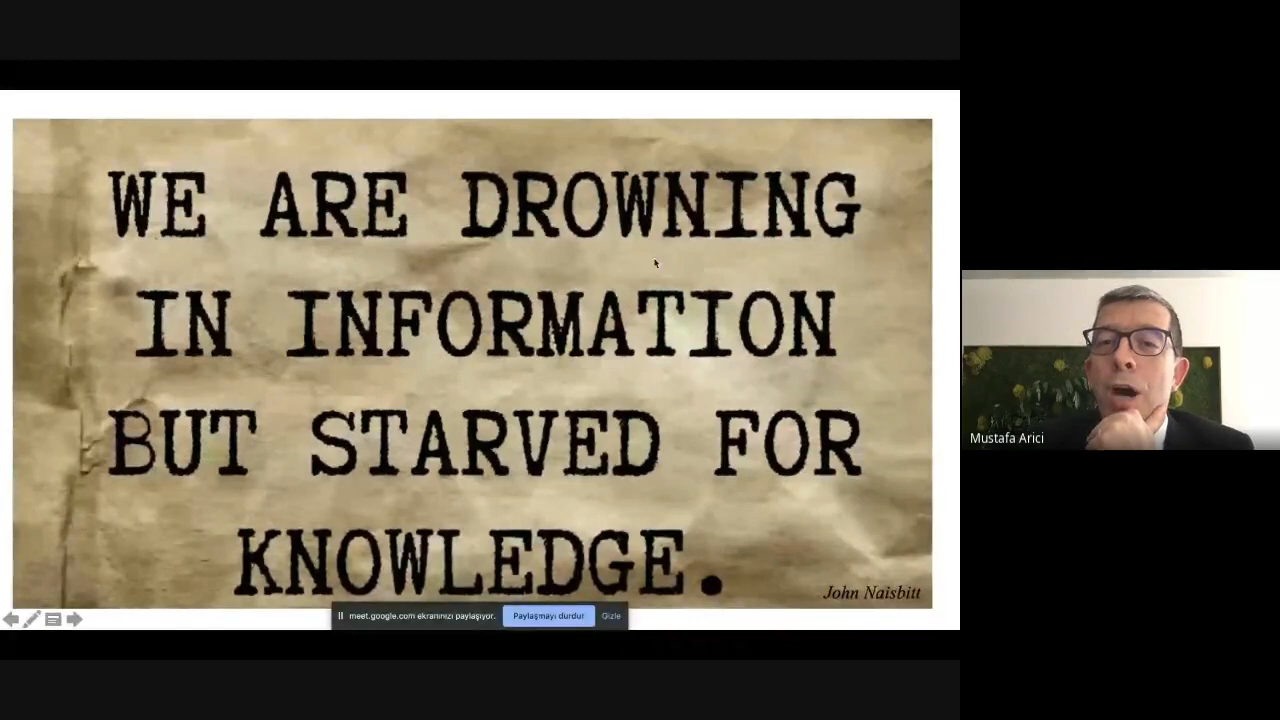 WE ARE DROWNING
IN INFORMATION
BUT STARVED FOR
KNOWLEDGE.
John Naisbitt
meet.google.com ekranınızı paylaşıyor.
Paylaşmayı durdur
Gizle
Mustafa Arici